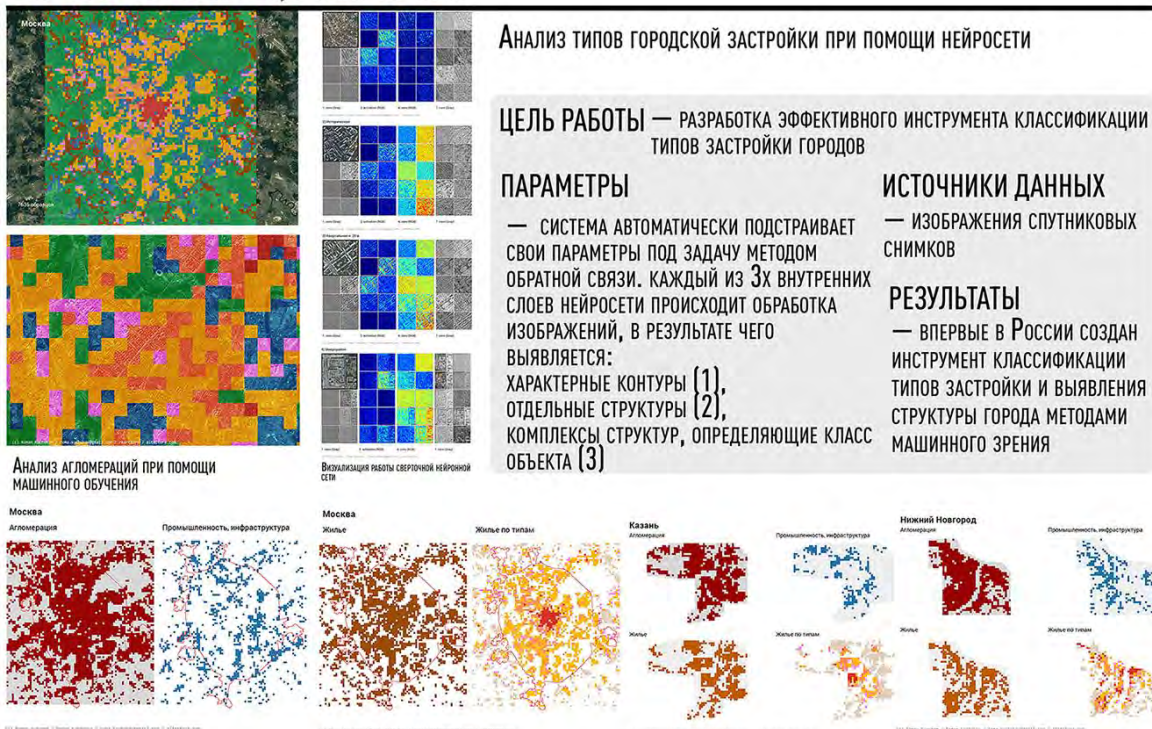 Москва
Анализ типов городской застройки при помощи нейросети
Цель работы — разработка эффективного инструмента классификации
типов застройки городов
Параметры
— система автоматически подстраивает
свои параметры под задачу методом
обратной связи. Каждый из 3х внутренних
слоев нейросети происходит обработка
изображений, в результате чего
выявляется:
характерные контуры (1),
отдельные структуры (2),
комплексы структур, определяющие класс
объекта (3)
Источники данных
— изображения спутниковых
снимков
Результаты
— впервые в России создан
инструмент классификации
типов застройки и выявления
структуры города методами
машинного зрения
Анализ агломераций при помощи
машинного обучения
Визуализация работы сверточной нейронной
сети
Москва
Агломерация
Промышленность, инфраструктура
Москва
Жилье
Жилье по типам
Казань
Агломерация
Промышленность, инфраструктура
Жилье
Жилье по типам
Нижний Новгород
Агломерация
Промышленность, инфраструктура
Жилье
Жилье по типам